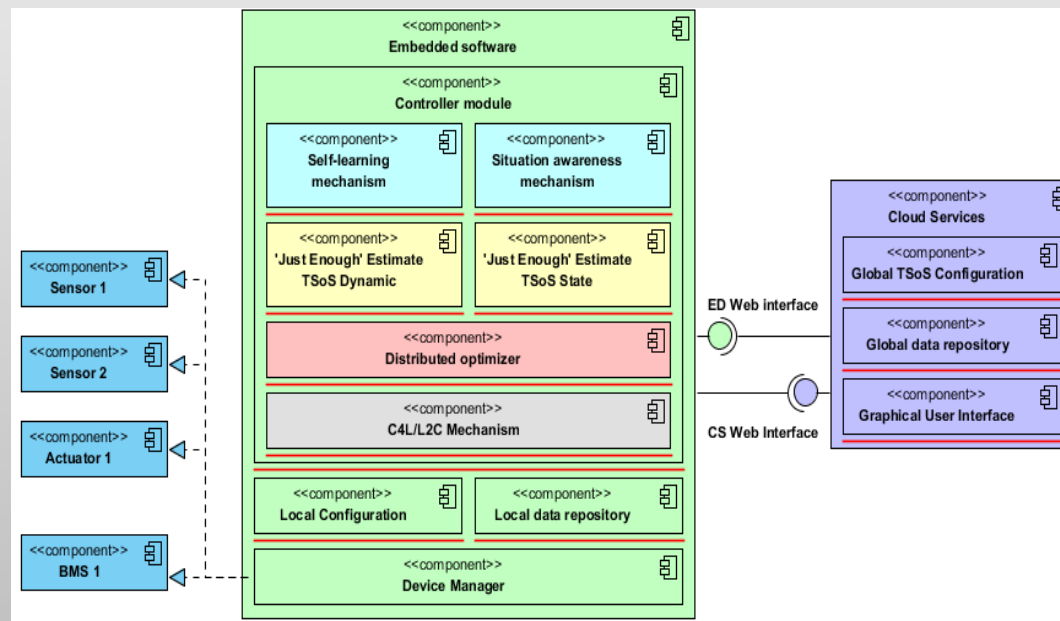 <<component>>
Embedded software
<<component>>
Controller module
<<component>>
Self-learning
mechanism
<<component>>
Situation awareness
mechanism
<<component>>
'Just Enough' Estimate
TSoS Dynamic
<<component>>
'Just Enough' Estimate
TSoS State
<<component>>
Distributed optimizer
<<component>>
C4L/L2C Mechanism
<<component>>
Local Configuration
<<component>>
Local data repository
<<component>>
Device Manager
<<component>>
Sensor 1
<<component>>
Sensor 2
<<component>>
Actuator 1
<<component>>
BMS 1
ED Web interface
CS Web Interface
<<component>>
Cloud Services
<<component>>
Global TSoS Configuration
<<component>>
Global data repository
<<component>>
Graphical User Interface